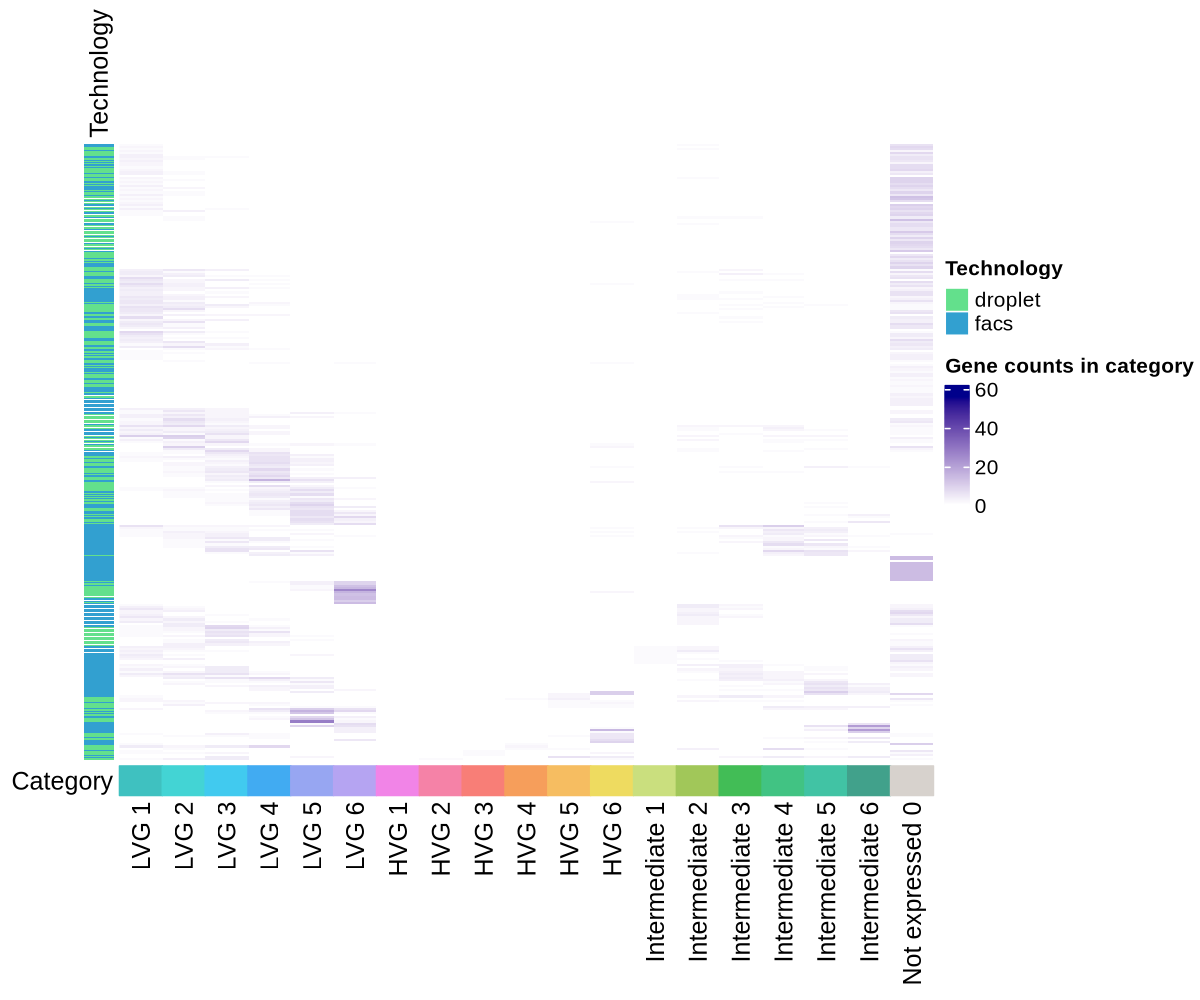 Technology
Technology
droplet
facs
Gene counts in category
60
40
20
0
Category
LVG 1
LVG 2
LVG 3
LVG 4
LVG 5
LVG 6
HVG 1
HVG 2
HVG 3
HVG 4
HVG 5
HVG 6
Intermediate 1
Intermediate 2
Intermediate 3
Intermediate 4
Intermediate 5
Intermediate 6
Not expressed 0